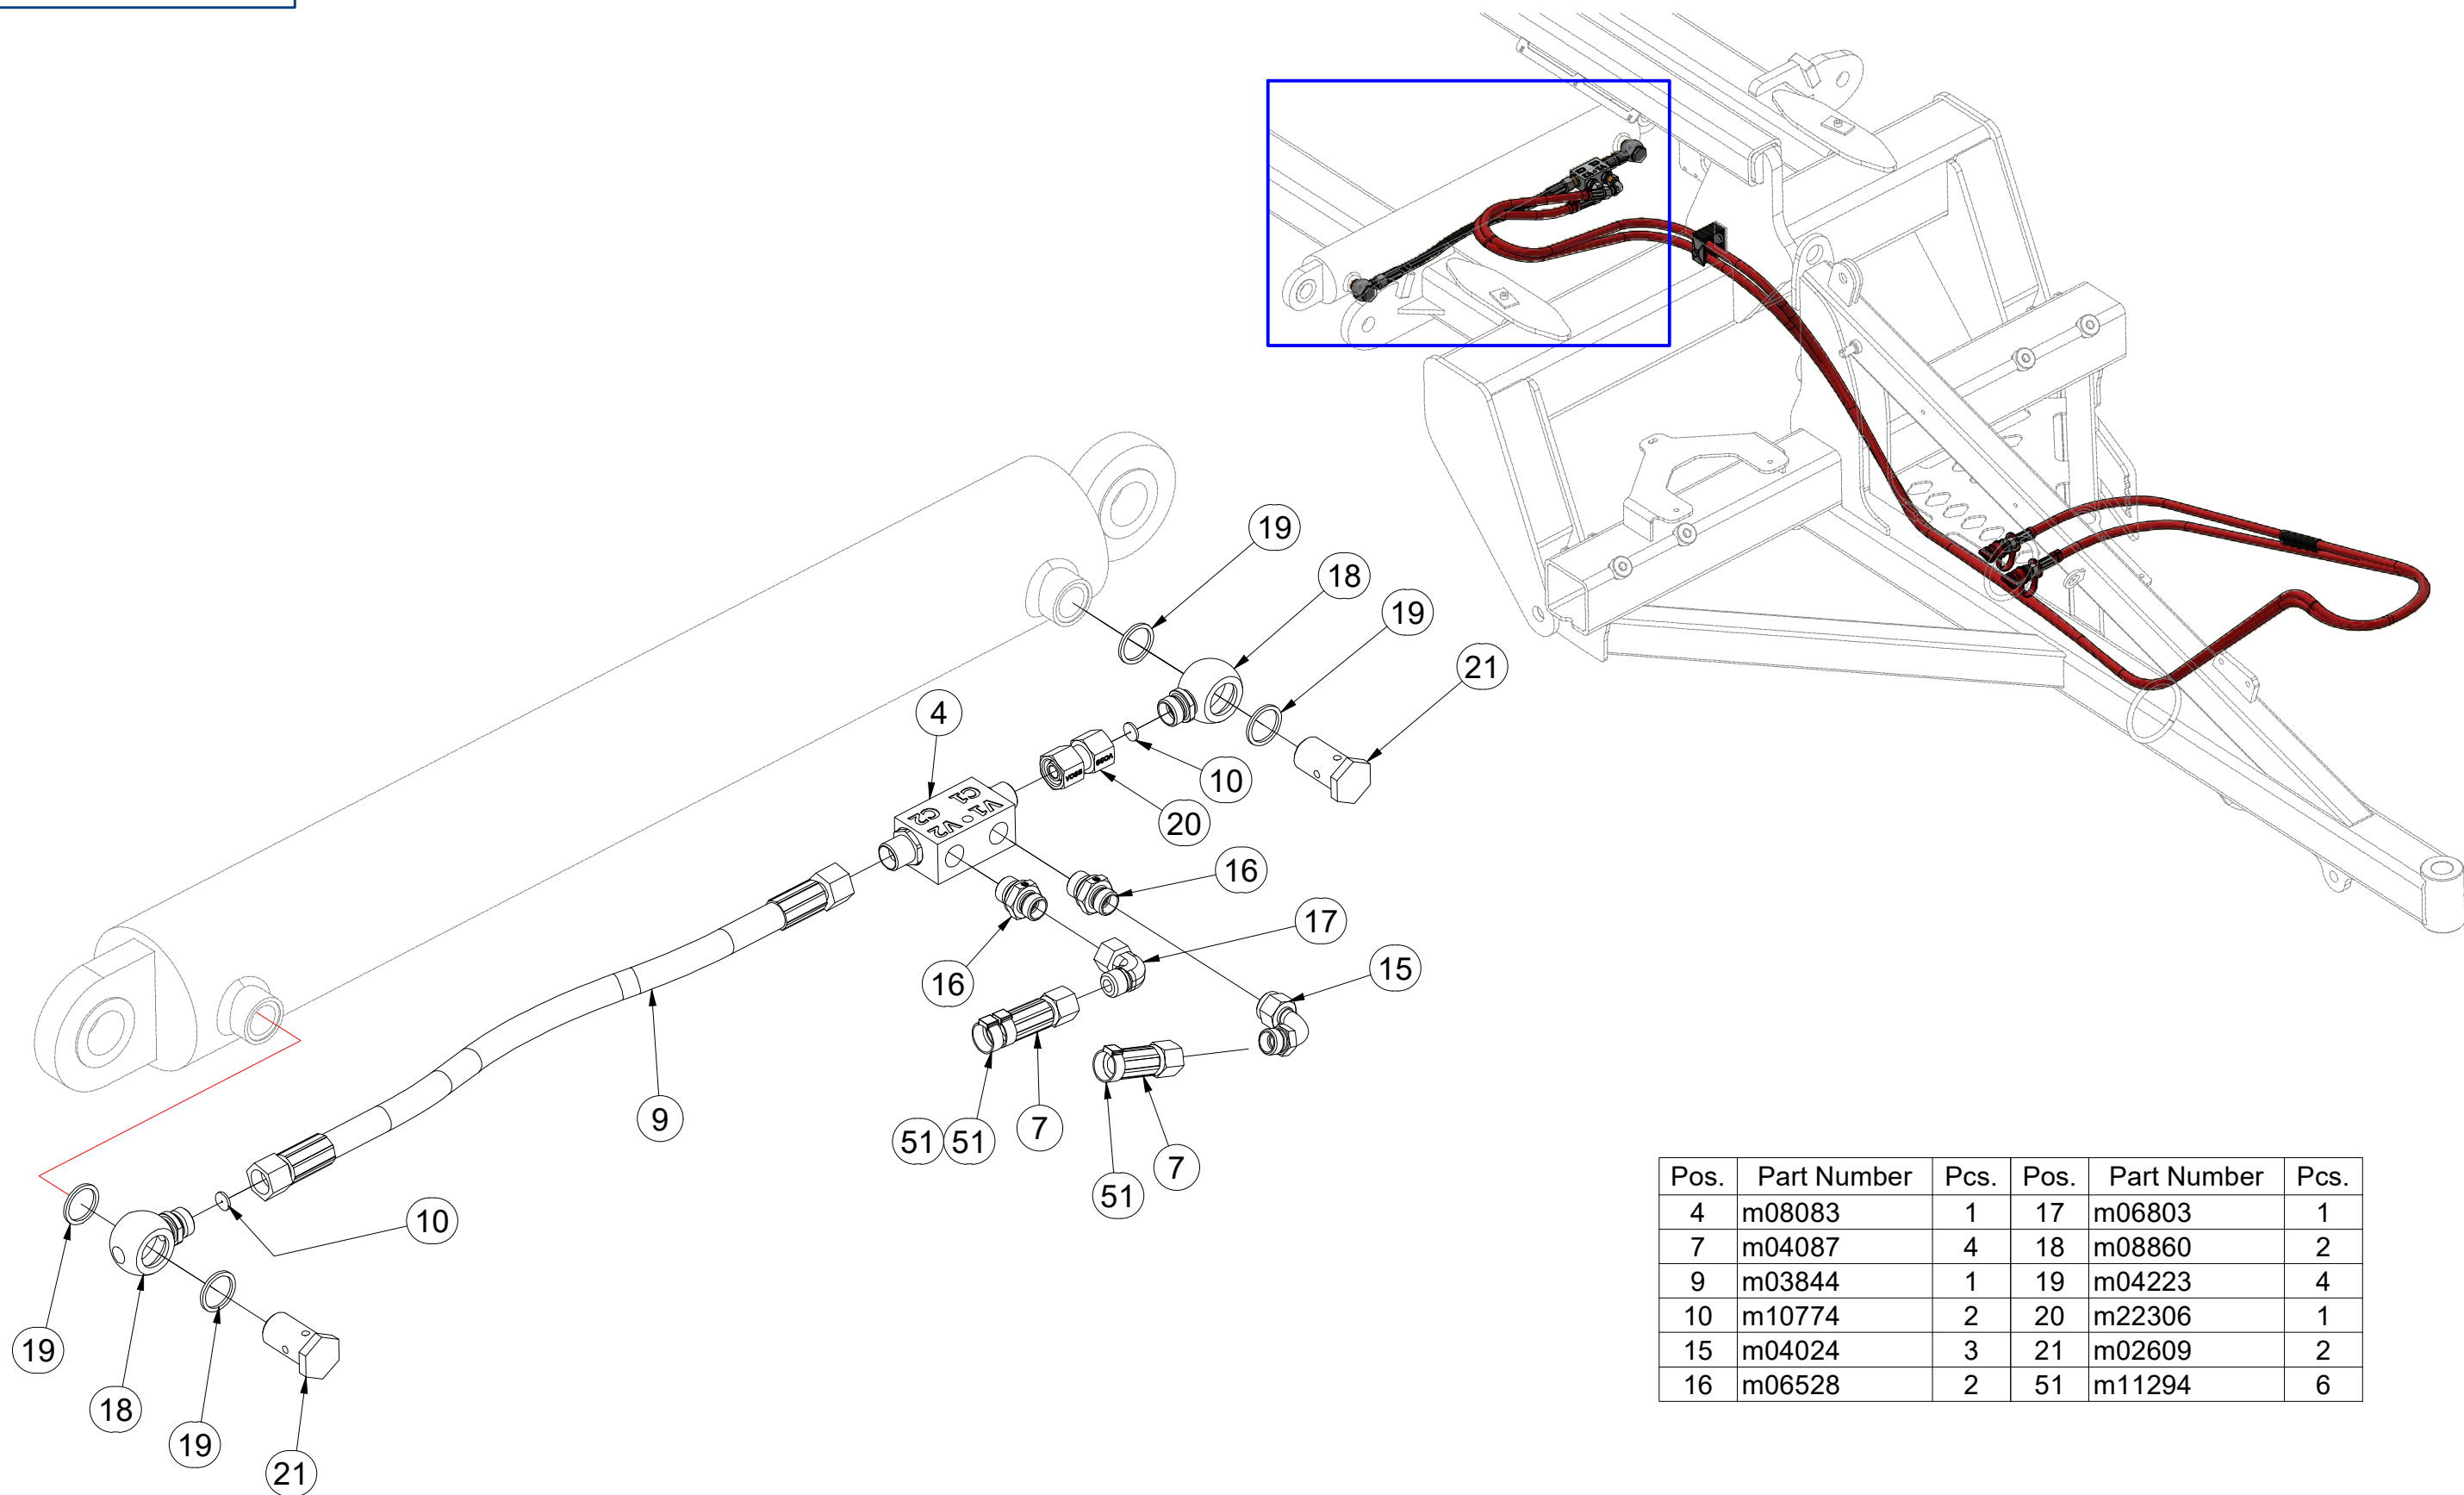 19
18
19
21
4
10
20
C1 V1
C2 V2
VOSS VOSS
16
17
16
15
9
51 51 7
7
51
10
19
18
19
21
Pos. Part Number Pcs. Pos. Part Number Pcs.
4 m08083 1 17 m06803 1
7 m04087 4 18 m08860 2
9 m03844 1 19 m04223 4
10 m10774 2 20 m22306 1
15 m04024 3 21 m02609 2
16 m06528 2 51 m11294 6